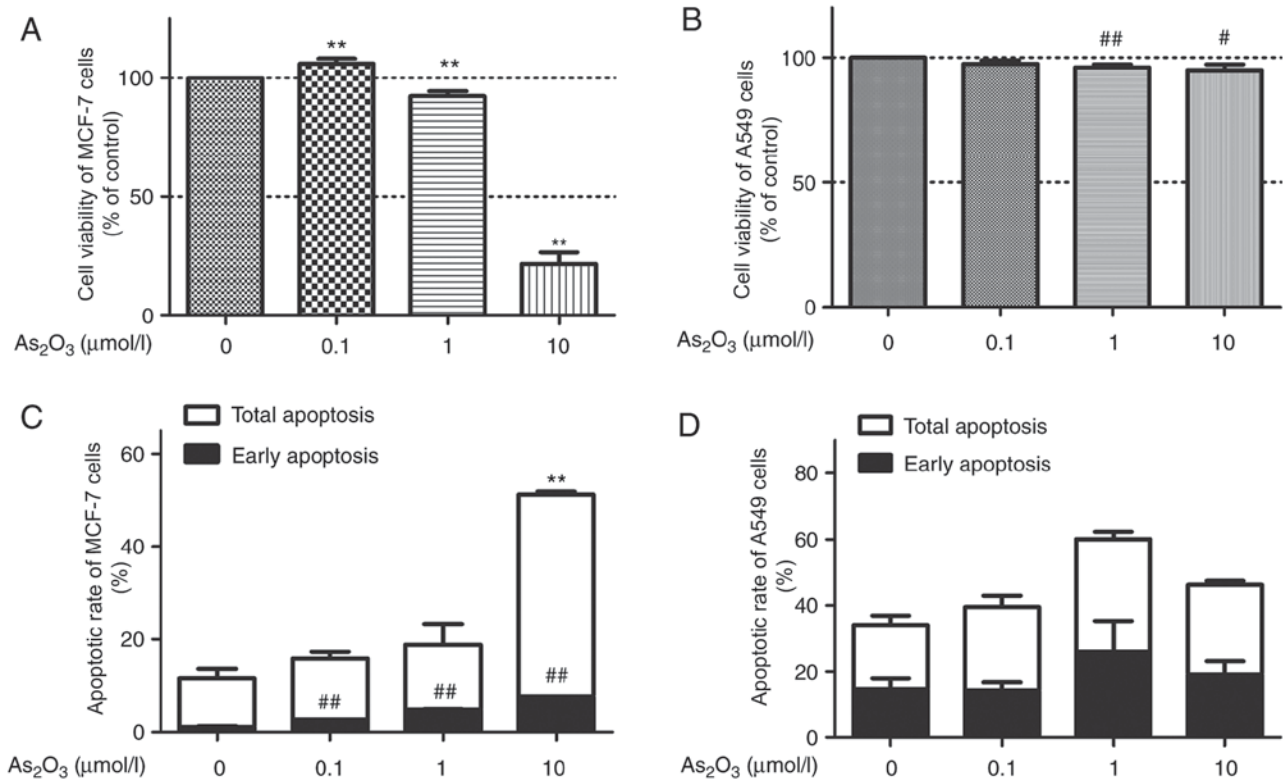 A
Cell viability of MCF-7 cells
(% of control)
100
50
0
**
**
**
As₂O₃ (μmol/l)
0 0.1 1 10
B
Cell viability of A549 cells
(% of control)
100
50
0
##
#
As₂O₃ (μmol/l)
0 0.1 1 10
C
Total apoptosis
Early apoptosis
Apoptotic rate of MCF-7 cells
(%)
60
40
20
0
**
## ## ##
As₂O₃ (μmol/l)
0 0.1 1 10
D
Total apoptosis
Early apoptosis
Apoptotic rate of A549 cells
(%)
80
60
40
20
0
As₂O₃ (μmol/l)
0 0.1 1 10